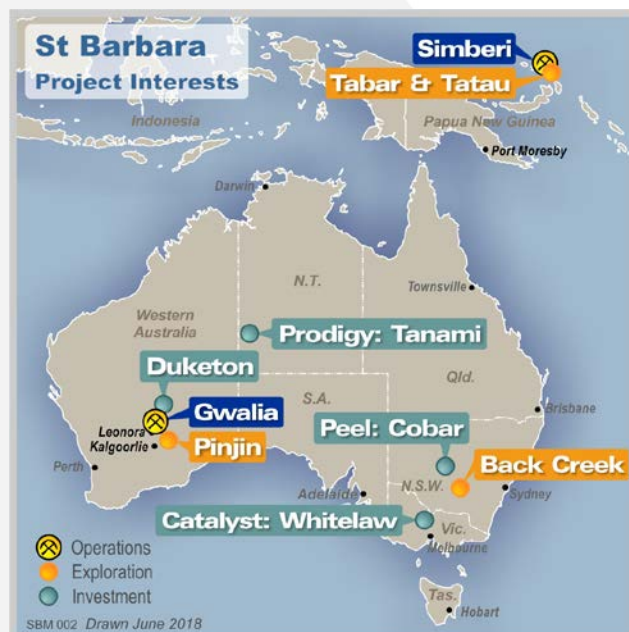 St Barbara
Project Interests
Simberi
Tabar & Tatau
Indonesia
Papua New Guinea
Port Moresby
Darwin
N.T.
Townsville
Western
Australia
Prodigy: Tanami
Duketon
Qld.
S.A.
Gwalia
Leonora
Kalgoorlie
Pinjin
Brisbane
Peel: Cobar
Perth
Back Creek
N.S.W.
Adelaide
Sydney
Catalyst: Whitelaw
Vic.
Melbourne
Operations
Exploration
Investment
Tas.
Hobart
SBM 002 Drawn June 2018